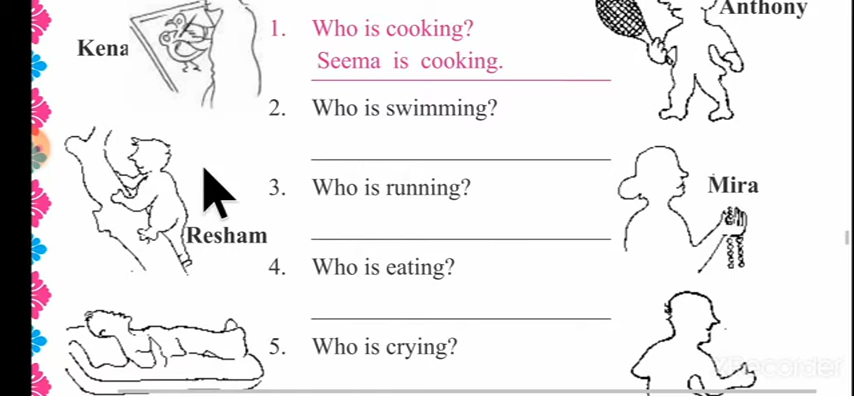 Anthony
Kena
1. Who is cooking?
Seema is cooking.
2. Who is swimming?
3. Who is running?
Mira
Resham
4. Who is eating?
5. Who is crying?
XRecorder